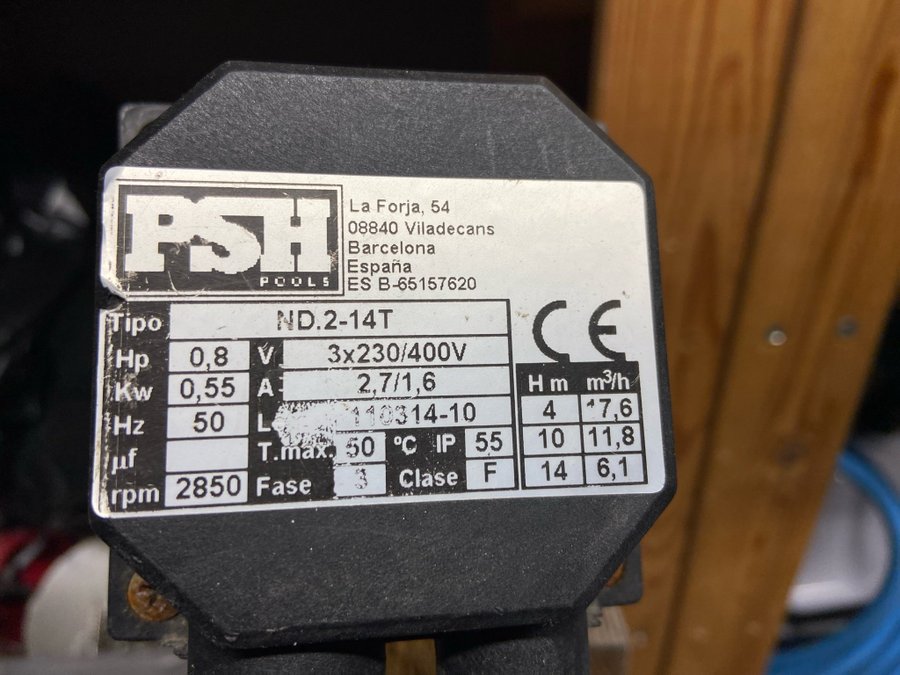 PSH
POOLS
La Forja, 54
08840 Viladecans
Barcelona
España
ES B-65157620
Tipo ND.2-14T
Hp 0,8 V 3x230/400V
Kw 0,55 A 2,7/1,6
Hz 50 L 110314-10
µf T.max. 50 ºC IP 55
rpm 2850 Fase 3 Clase F
CE
H m m³/h
4 17,6
10 11,8
14 6,1